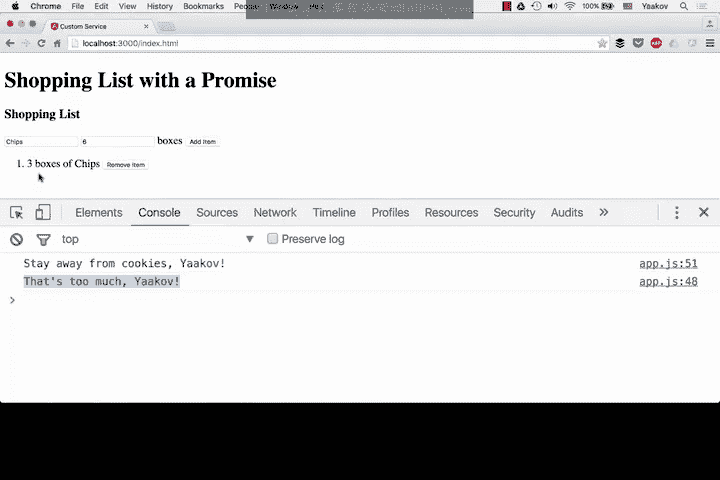 Chrome File Edit View History Bookmarks People Window Help 100% Yaakov
Custom Service
localhost:3000/index.html
Shopping List with a Promise
Shopping List
Chips 6 boxes Add Item
1. 3 boxes of Chips Remove Item
Elements Console Sources Network Timeline Profiles Resources Security Audits
top Preserve log
Stay away from cookies, Yaakov! app.js:51
That's too much, Yaakov! app.js:48